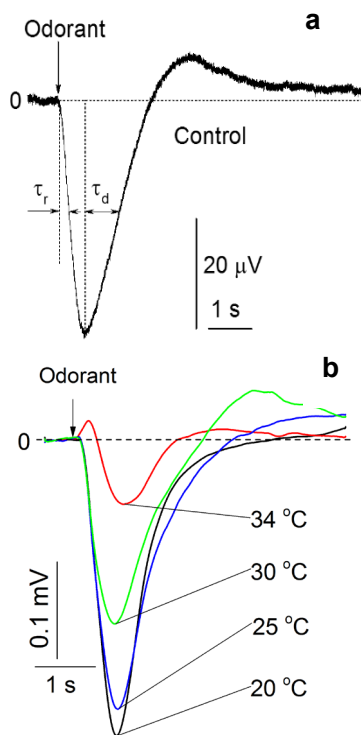 a
Odorant
0
Control
τr
τd
20 μV
1 s
b
Odorant
0
34 °C
30 °C
25 °C
20 °C
0.1 mV
1 s